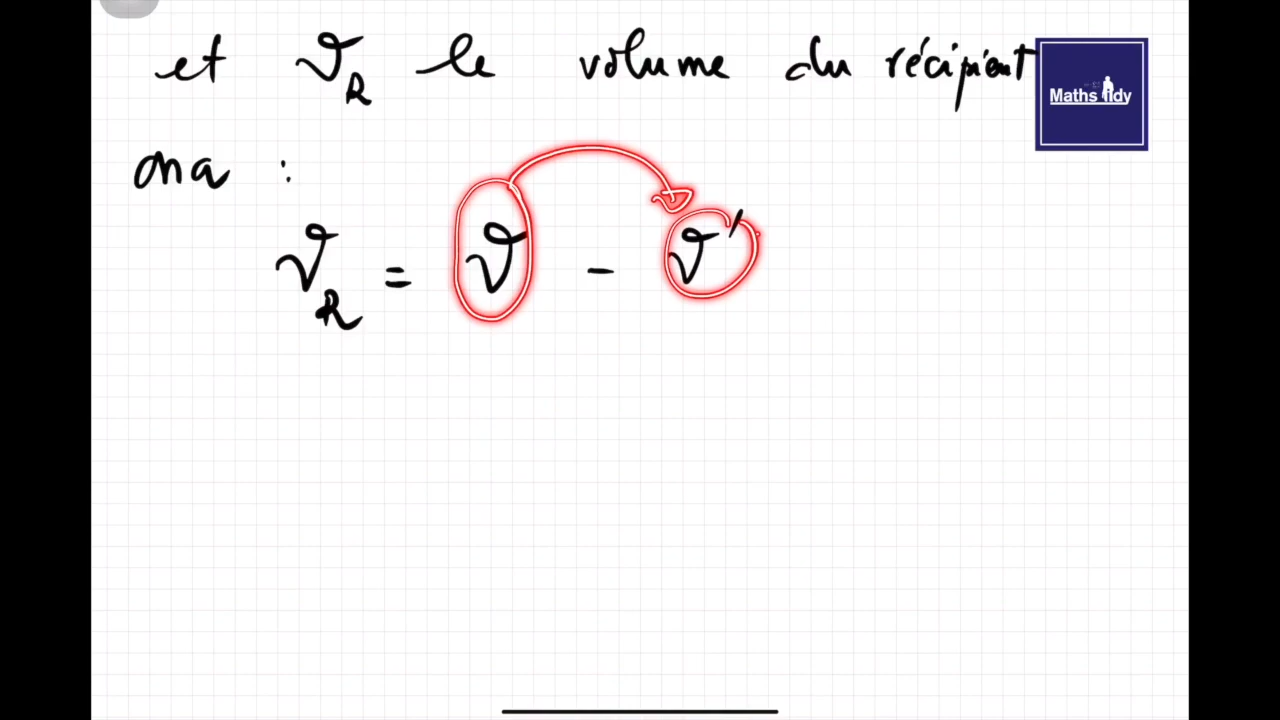 et V_R le volume du récipient
Maths Tidy
on a :
V_R = V - V'